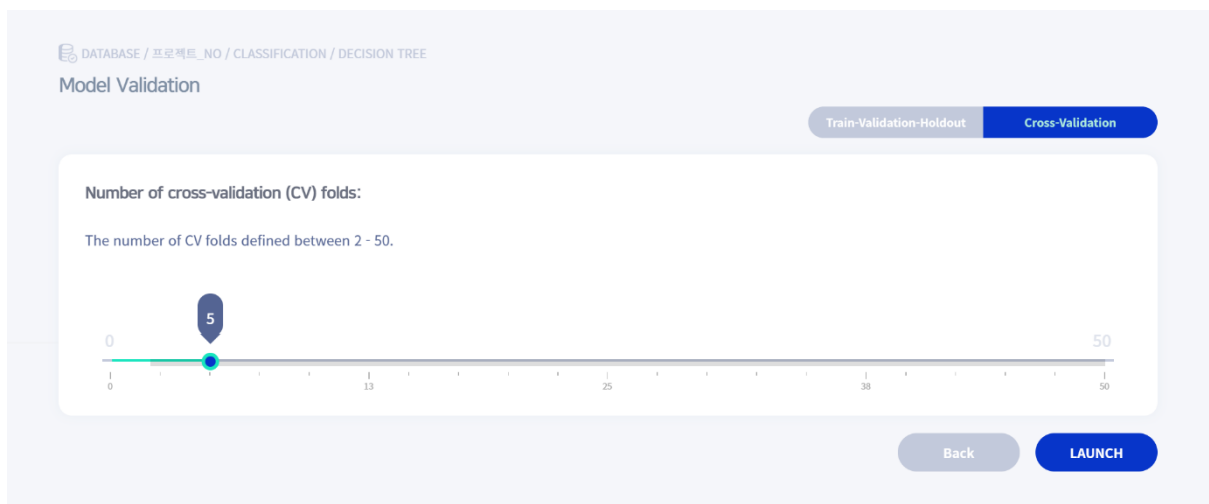 DATABASE / 프로젝트_NO / CLASSIFICATION / DECISION TREE
Model Validation
Train-Validation-Holdout Cross-Validation
Number of cross-validation (CV) folds:
The number of CV folds defined between 2 - 50.
5
0 50
0 13 25 38 50
Back LAUNCH